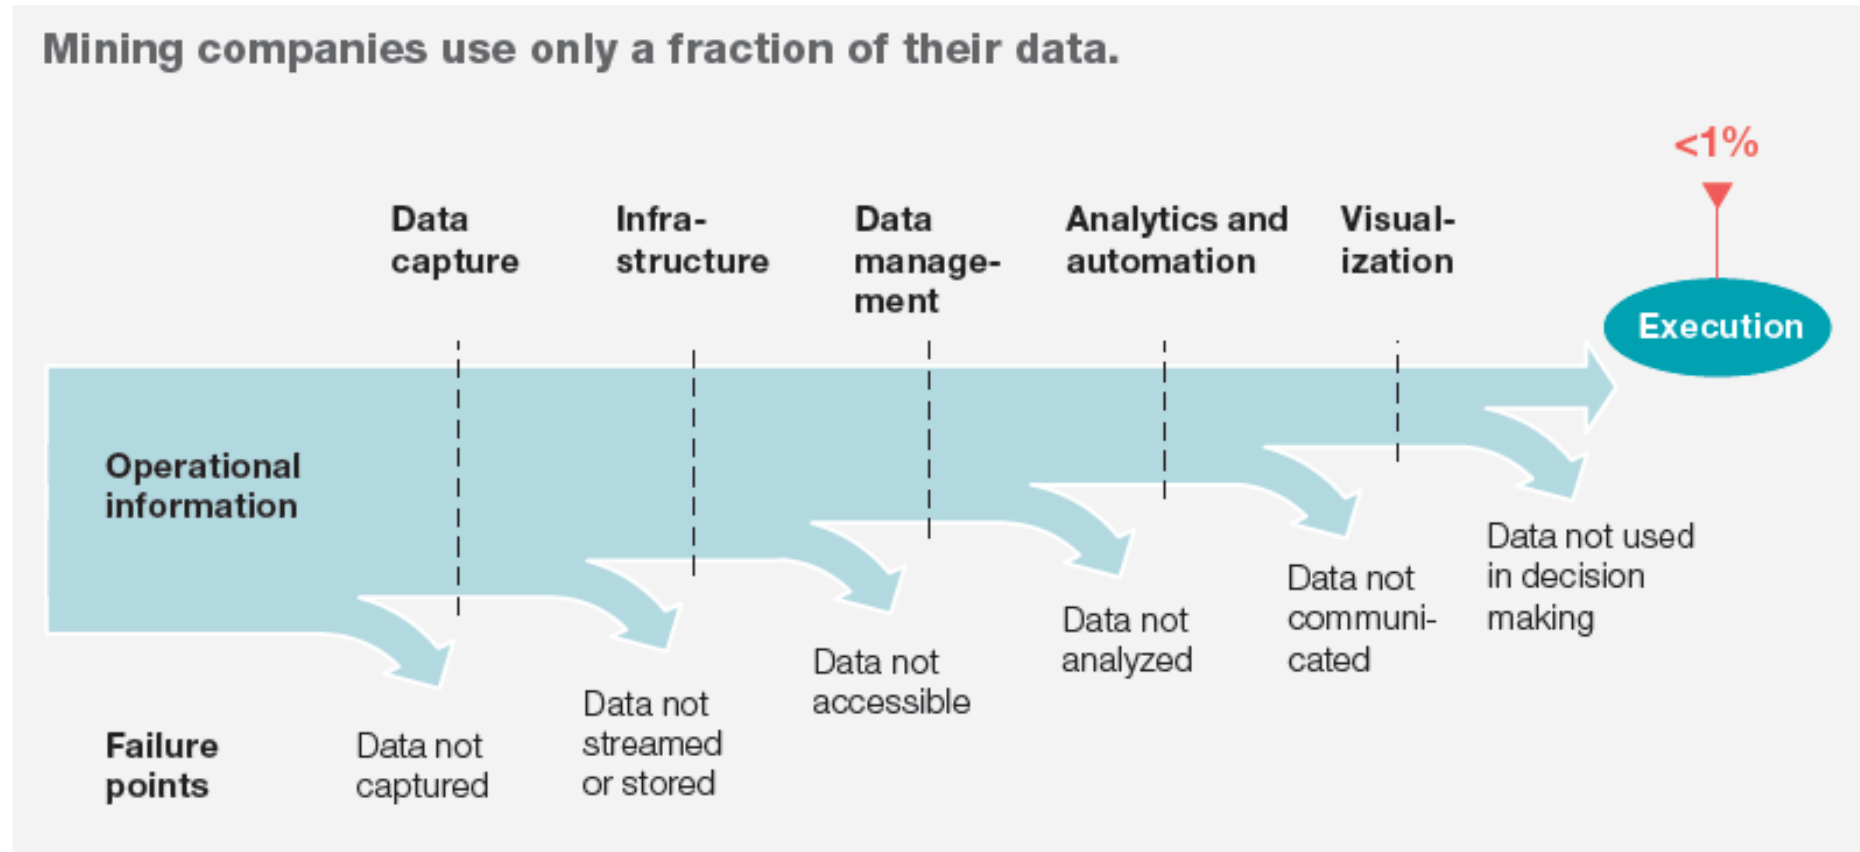 Mining companies use only a fraction of their data.
<1%
Data
capture
Infra-
structure
Data
manage-
ment
Analytics and
automation
Visual-
ization
Execution
Operational
information
Failure
points
Data not
captured
Data not
streamed
or stored
Data not
accessible
Data not
analyzed
Data not
communi-
cated
Data not used
in decision
making